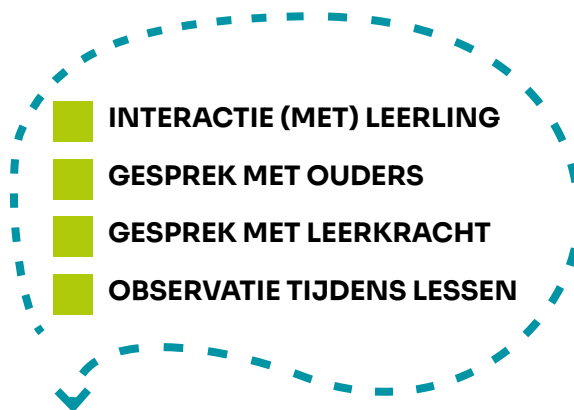 INTERACTIE (MET) LEERLING
GESPREK MET OUDERS
GESPREK MET LEERKRACHT
OBSERVATIE TIJDENS LESSEN